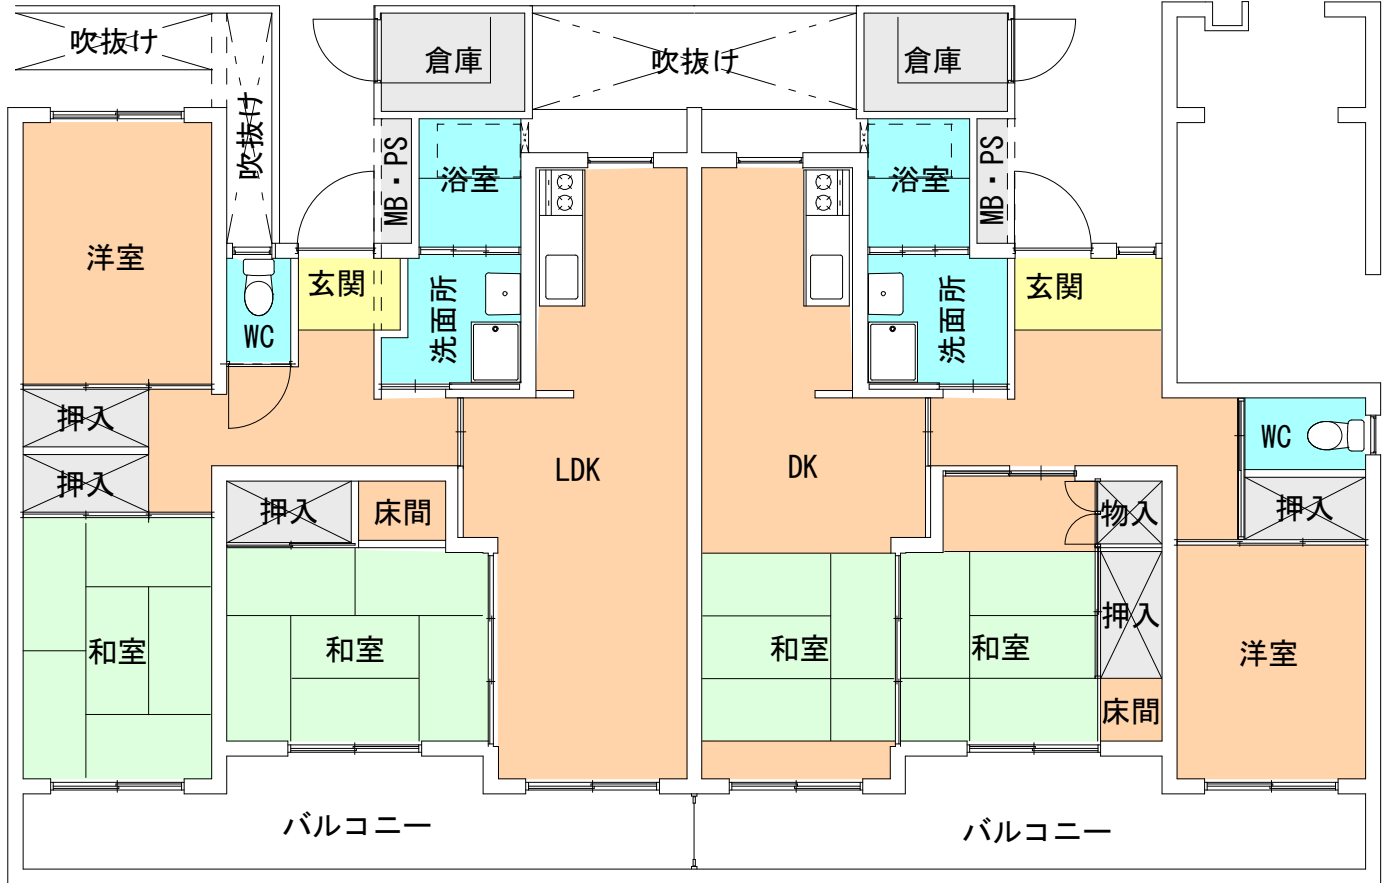 吹抜け
倉庫
吹抜け
倉庫
吹抜け
MB・PS
浴室
浴室
MB・PS
洋室
玄関
洗面所
洗面所
玄関
WC
押入
押入
LDK
DK
WC
押入
床間
物入
押入
和室
和室
和室
和室
押入
洋室
床間
バルコニー
バルコニー